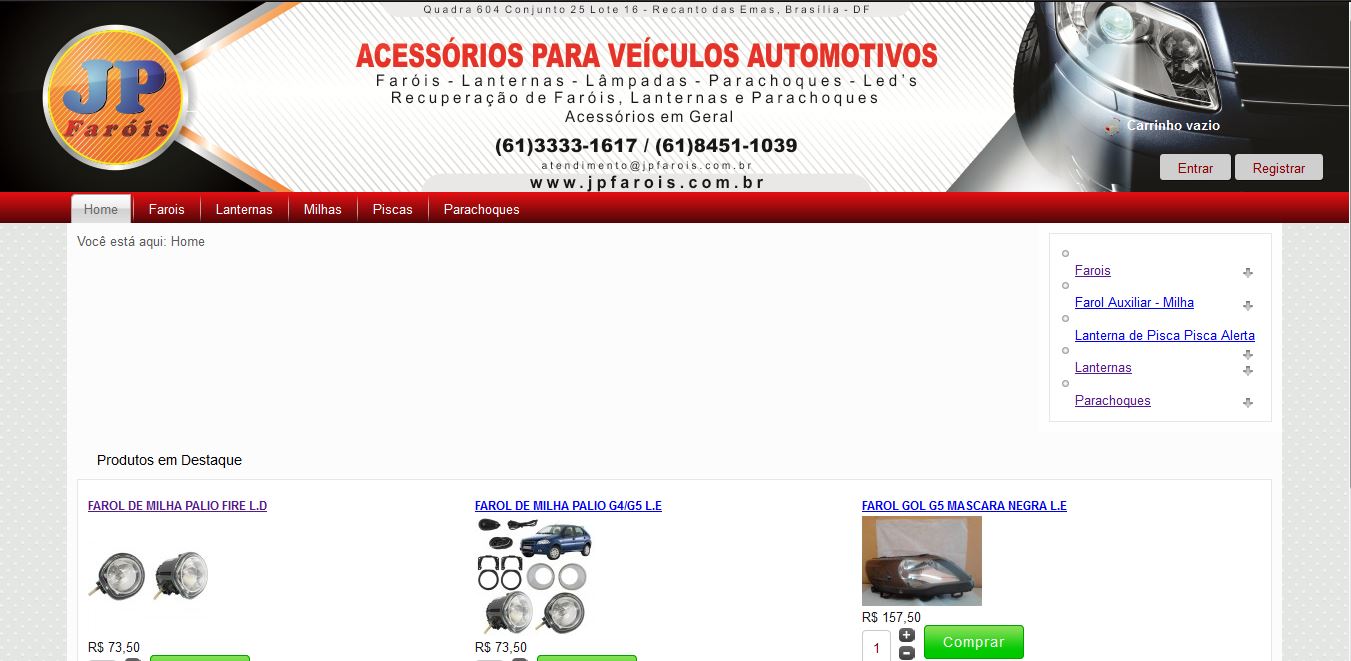 Quadra 604 Conjunto 25 Lote 16 - Recanto das Emas, Brasília - DF
JP
Faróis
ACESSÓRIOS PARA VEÍCULOS AUTOMOTIVOS
Faróis - Lanternas - Lâmpadas - Parachoques - Led's
Recuperação de Faróis, Lanternas e Parachoques
Acessórios em Geral
(61)3333-1617 / (61)8451-1039
atendimento@jpfarois.com.br
www.jpfarois.com.br
Carrinho vazio
Entrar Registrar
Home Farois Lanternas Milhas Piscas Parachoques
Você está aqui: Home
Farois
Farol Auxiliar - Milha
Lanterna de Pisca Pisca Alerta
Lanternas
Parachoques
Produtos em Destaque
FAROL DE MILHA PALIO FIRE L.D
R$ 73,50
FAROL DE MILHA PALIO G4/G5 L.E
R$ 73,50
FAROL GOL G5 MASCARA NEGRA L.E
R$ 157,50
1 Comprar